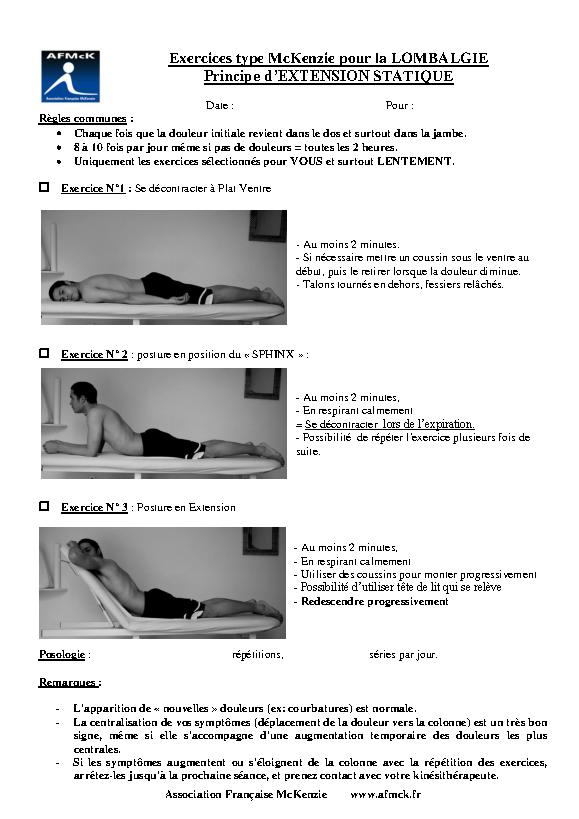 AFMcK
Association Française McKenzie
Exercices type McKenzie pour la LOMBALGIE
Principe d'EXTENSION STATIQUE
Date : Pour :
Règles communes :
• Chaque fois que la douleur initiale revient dans le dos et surtout dans la jambe.
• 8 à 10 fois par jour même si pas de douleurs = toutes les 2 heures.
• Uniquement les exercices sélectionnés pour VOUS et surtout LENTEMENT.
Exercice N°1 : Se décontracter à Plat Ventre
- Au moins 2 minutes.
- Si nécessaire mettre un coussin sous le ventre au
début, puis le retirer lorsque la douleur diminue.
- Talons tournés en dehors, fessiers relâchés.
Exercice N° 2 : posture en position du « SPHINX » :
- Au moins 2 minutes,
- En respirant calmement
= Se décontracter lors de l'expiration.
- Possibilité de répéter l'exercice plusieurs fois de
suite.
Exercice N° 3 : Posture en Extension
- Au moins 2 minutes,
- En respirant calmement
- Utiliser des coussins pour monter progressivement
- Possibilité d'utiliser tête de lit qui se relève
- Redescendre progressivement
Posologie : répétitions, séries par jour.
Remarques :
- L'apparition de « nouvelles » douleurs (ex: courbatures) est normale.
- La centralisation de vos symptômes (déplacement de la douleur vers la colonne) est un très bon
signe, même si elle s'accompagne d'une augmentation temporaire des douleurs les plus
centrales.
- Si les symptômes augmentent ou s'éloignent de la colonne avec la répétition des exercices,
arrêtez-les jusqu'à la prochaine séance, et prenez contact avec votre kinésithérapeute.
Association Française McKenzie www.afmck.fr